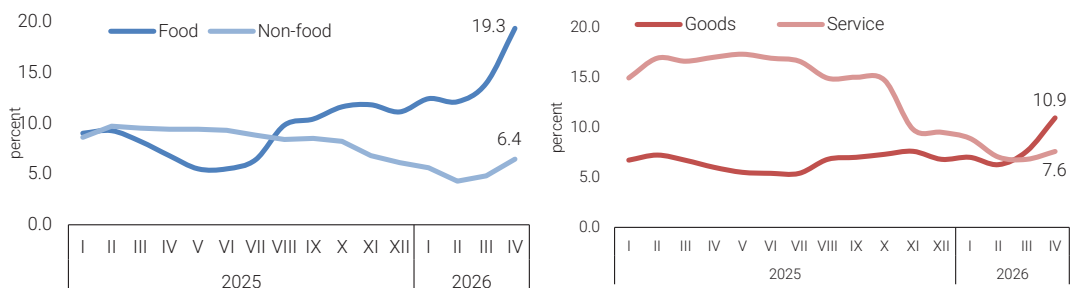 Food Non-food
20.0
19.3
15.0
10.0
6.4
5.0
0.0
percent
I II III IV V VI VII VIII IX X XI XII I II III IV
2025 2026
Goods Service
20.0
15.0
10.9
10.0
7.6
5.0
0.0
percent
I II III IV V VI VII VIII IX X XI XII I II III IV
2025 2026